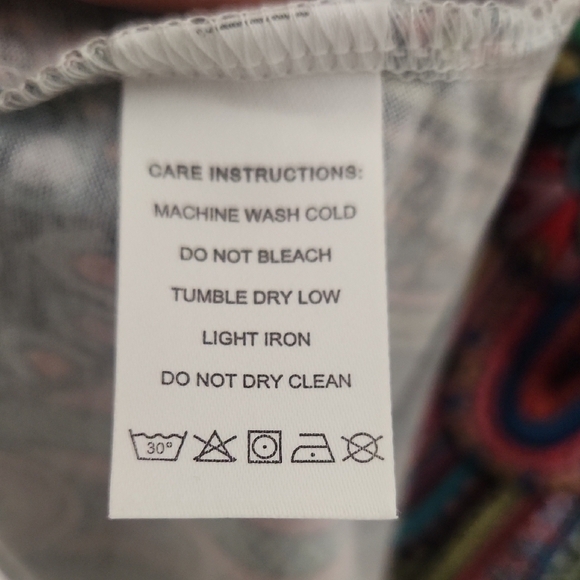 CARE INSTRUCTIONS:
MACHINE WASH COLD
DO NOT BLEACH
TUMBLE DRY LOW
LIGHT IRON
DO NOT DRY CLEAN
30°